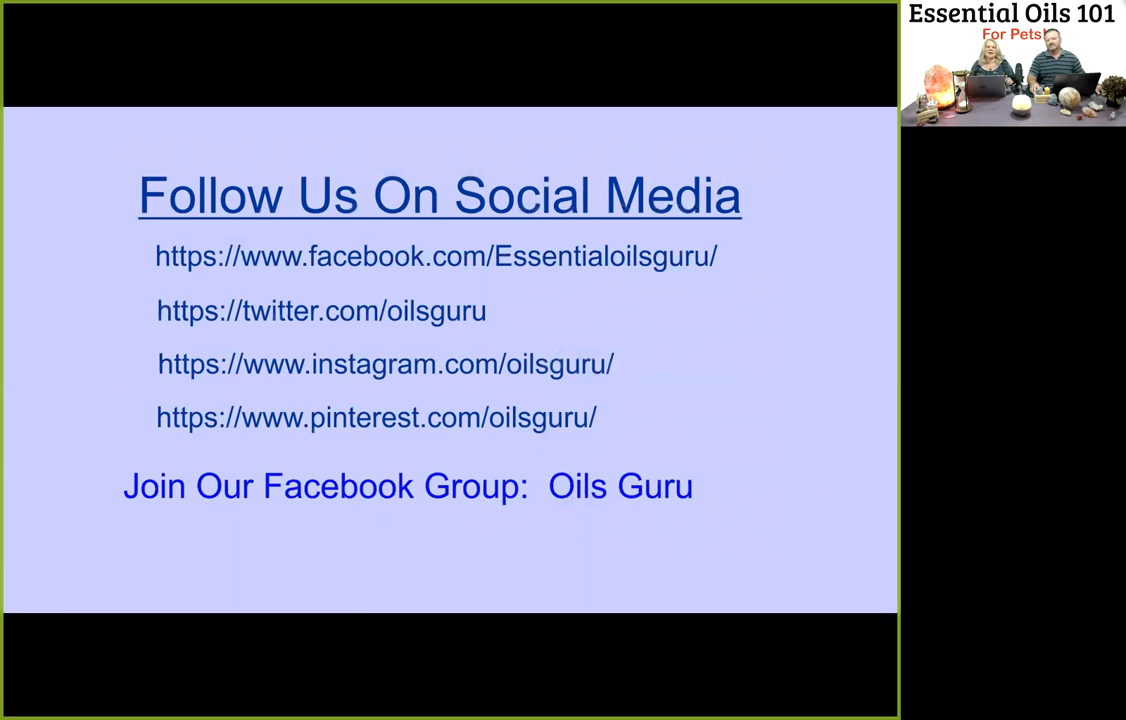 Follow Us On Social Media
https://www.facebook.com/Essentialoilsguru/
https://twitter.com/oilsguru
https://www.instagram.com/oilsguru/
https://www.pinterest.com/oilsguru/
Join Our Facebook Group: Oils Guru
Essential Oils 101
For Pets!